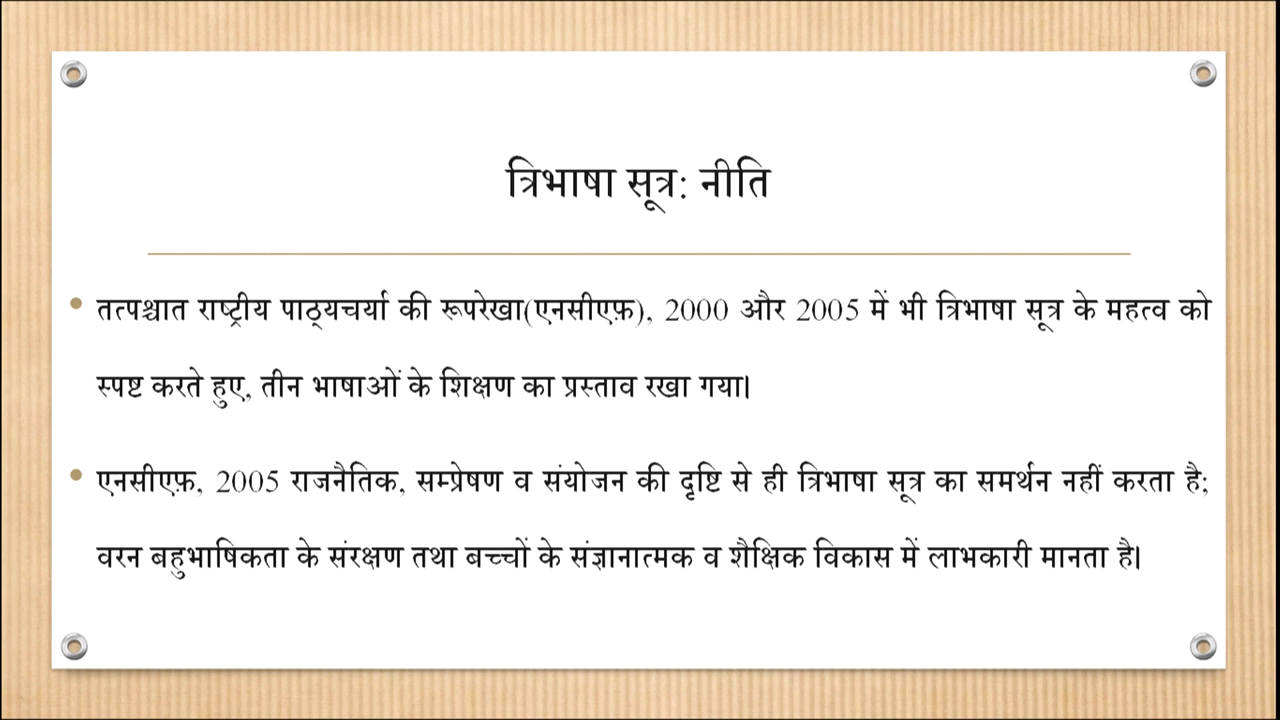 त्रिभाषा सूत्र: नीति
• तत्पश्चात राष्ट्रीय पाठ्यचर्या की रूपरेखा(एनसीएफ़), 2000 और 2005 में भी त्रिभाषा सूत्र के महत्व को
स्पष्ट करते हुए, तीन भाषाओं के शिक्षण का प्रस्ताव रखा गया।
• एनसीएफ़, 2005 राजनैतिक, सम्प्रेषण व संयोजन की दृष्टि से ही त्रिभाषा सूत्र का समर्थन नहीं करता है;
वरन बहुभाषिकता के संरक्षण तथा बच्चों के संज्ञानात्मक व शैक्षिक विकास में लाभकारी मानता है।